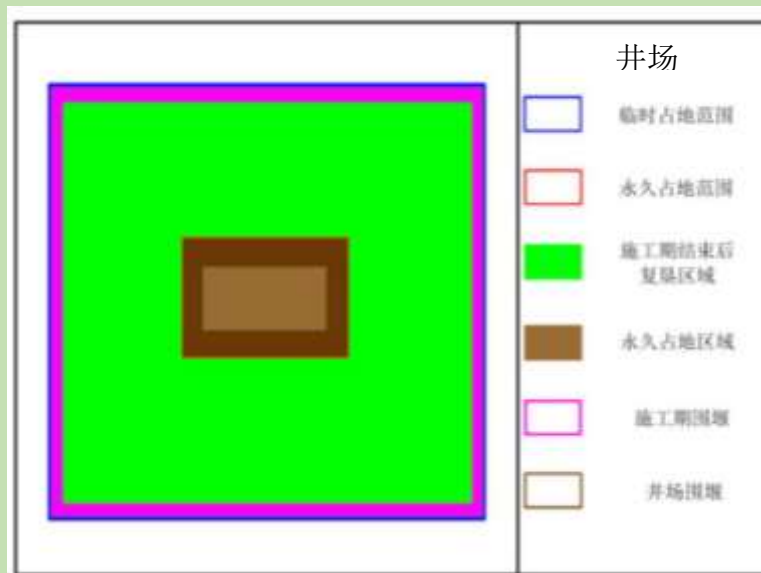 井场
临时占地范围
永久占地范围
施工期结束后
复垦区域
永久占地区域
施工期围堰
井场围堰